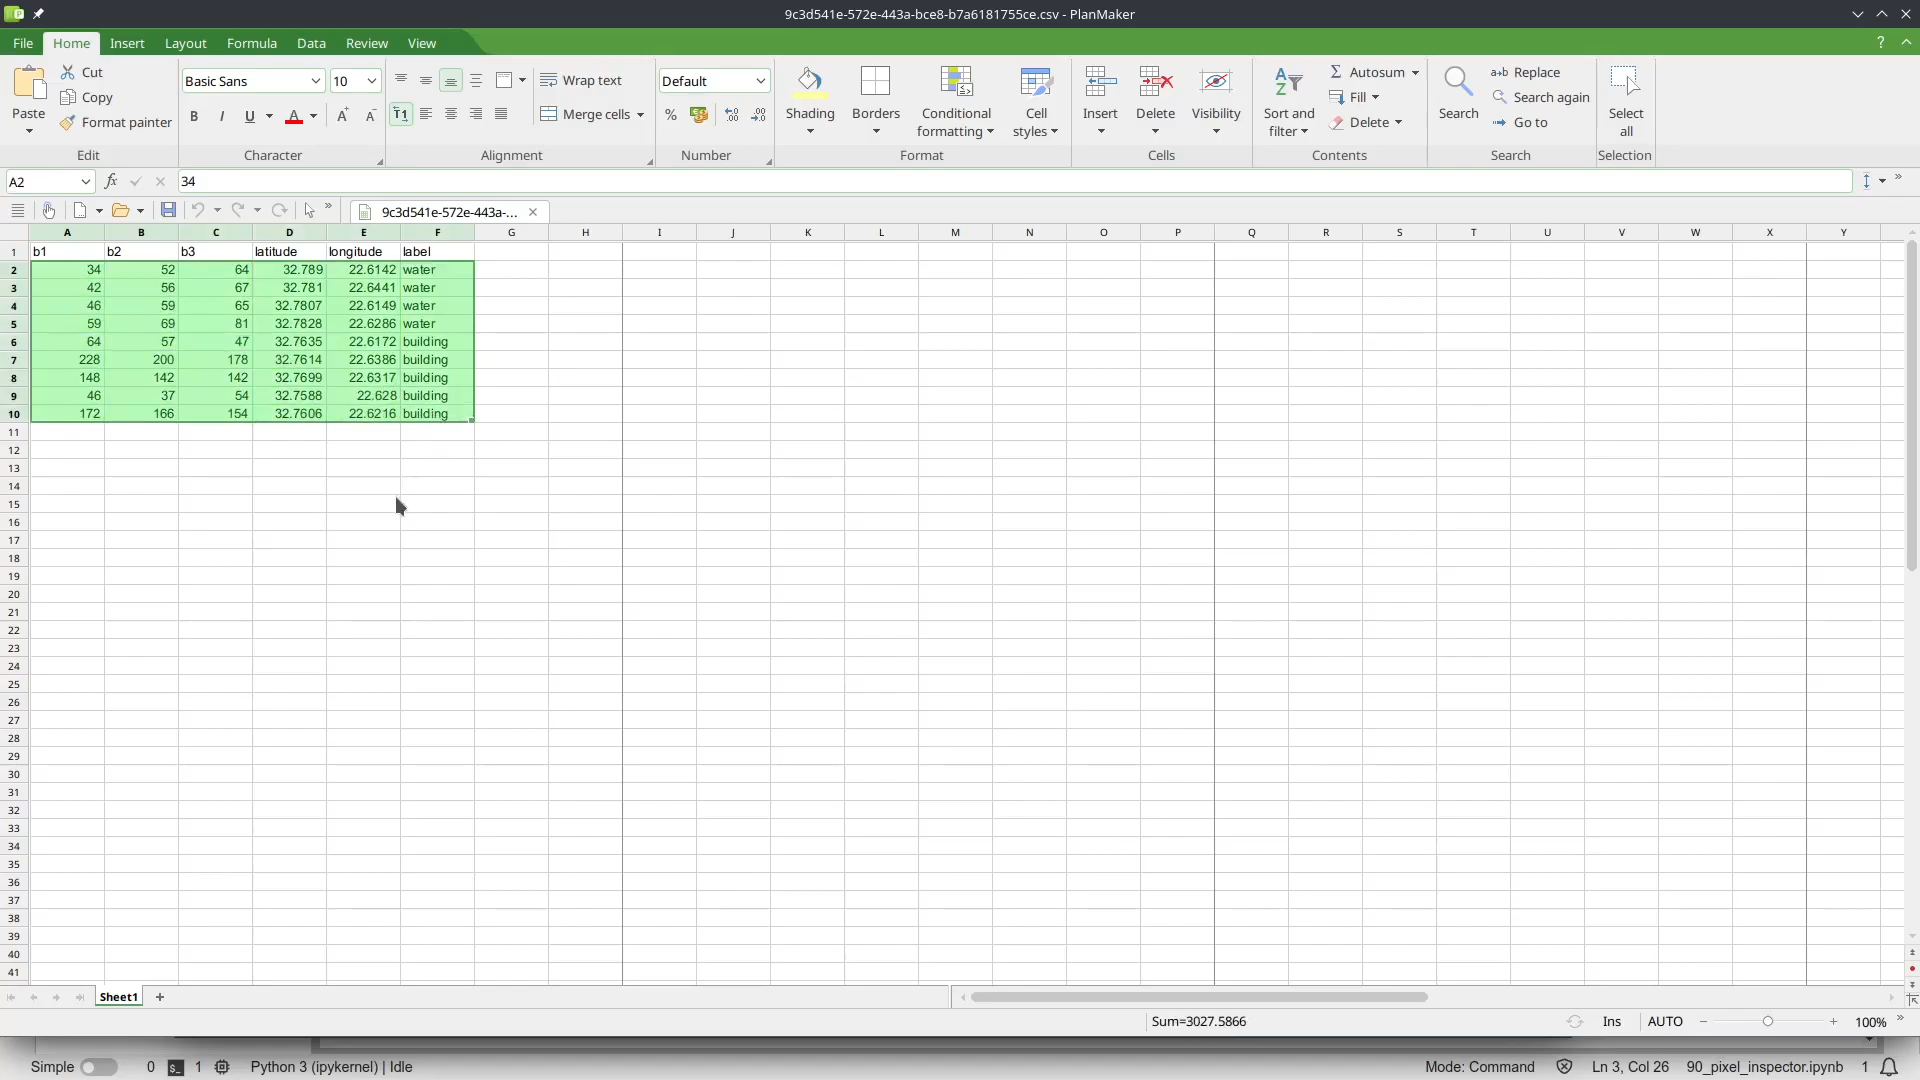 9c3d541e-572e-443a-bce8-b7a6181755ce.csv - PlanMaker
File Home Insert Layout Formula Data Review View
Paste
Cut
Copy
Format painter
Edit
Basic Sans 10
B I U A A A
Character
Wrap text
Merge cells
Alignment
Default
%
Number
Shading
Borders
Conditional formatting
Cell styles
Format
Insert
Delete
Visibility
Cells
Sort and filter
Autosum
Fill
Delete
Contents
Search
Replace
Search again
Go to
Search
Select all
Selection
A2 fx 34
9c3d541e-572e-443a-...
A B C D E F G H I J K L M N O P Q R S T U V W X Y
1 b1 b2 b3 latitude longitude label
2 34 52 64 32.789 22.6142 water
3 42 56 67 32.781 22.6441 water
4 46 59 65 32.7807 22.6149 water
5 59 69 81 32.7828 22.6286 water
6 64 57 47 32.7635 22.6172 building
7 228 200 178 32.7614 22.6386 building
8 148 142 142 32.7699 22.6317 building
9 46 37 54 32.7588 22.628 building
10 172 166 154 32.7606 22.6216 building
11
12
13
14
15
16
17
18
19
20
21
22
23
24
25
26
27
28
29
30
31
32
33
34
35
36
37
38
39
40
41
Sheet1 +
Sum=3027.5866 Ins AUTO 100%
Simple 0 1 Python 3 (ipykernel) | Idle Mode: Command Ln 3, Col 26 90_pixel_inspector.ipynb 1